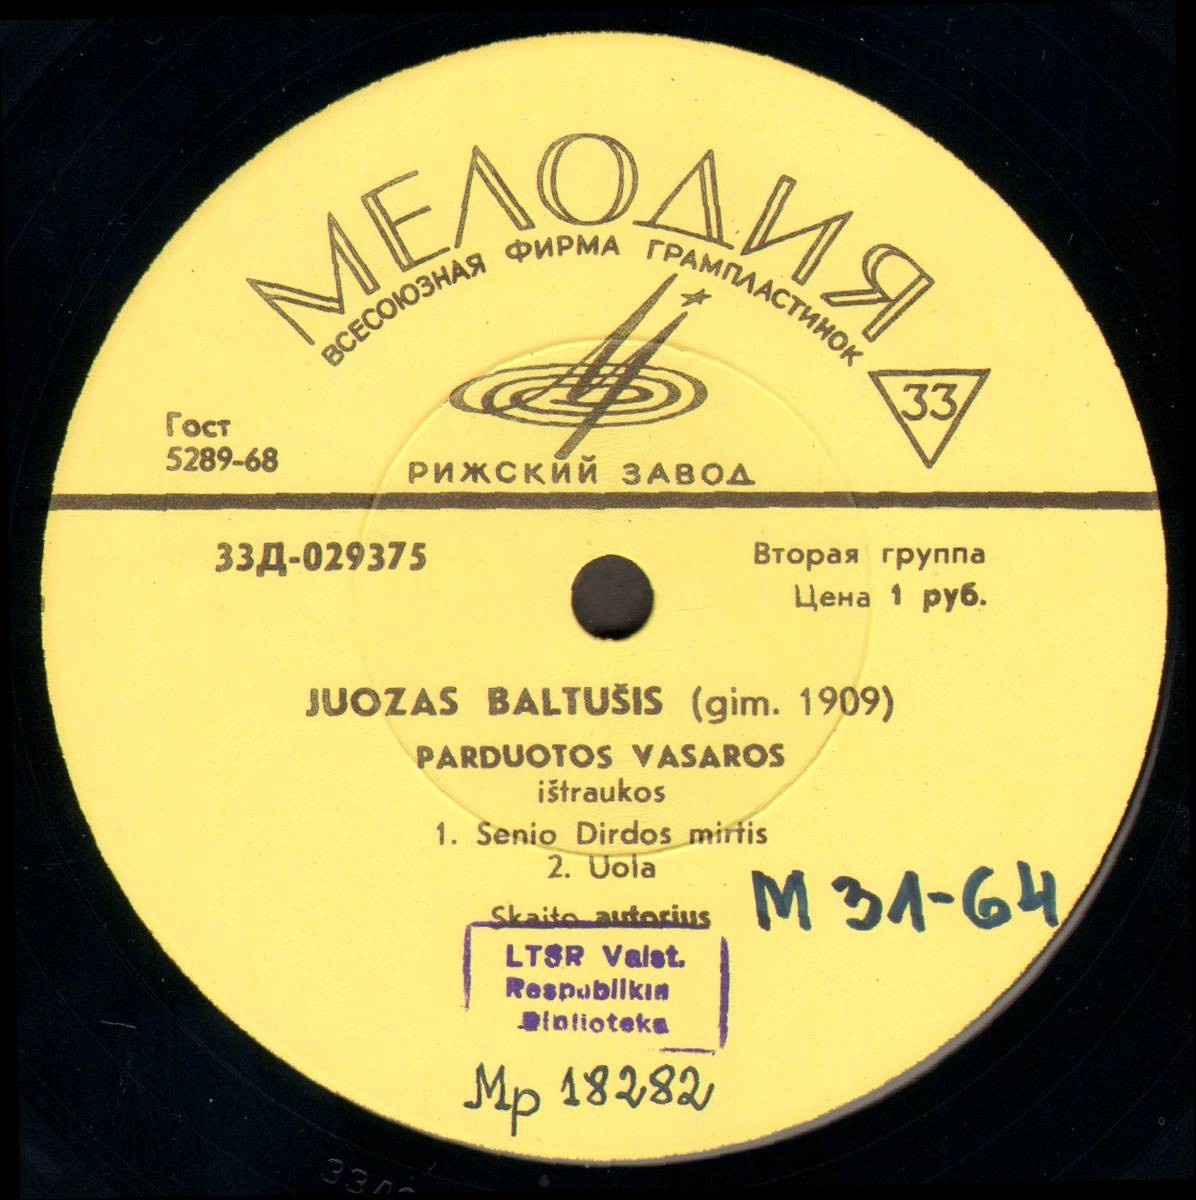 МЕЛОДИЯ
ВСЕСОЮЗНАЯ ФИРМА ГРАМПЛАСТИНОК
33
Гост
5289-68
РИЖСКИЙ ЗАВОД
33Д-029375
Вторая группа
Цена 1 руб.
JUOZAS BALTUŠIS (gim. 1909)
PARDUOTOS VASAROS
ištraukos
1. Senio Dirdos mirtis
2. Uola
Skaito autorius
M 31-64
LTSR Valst.
Respublikin
Biblioteka
Mp 18282